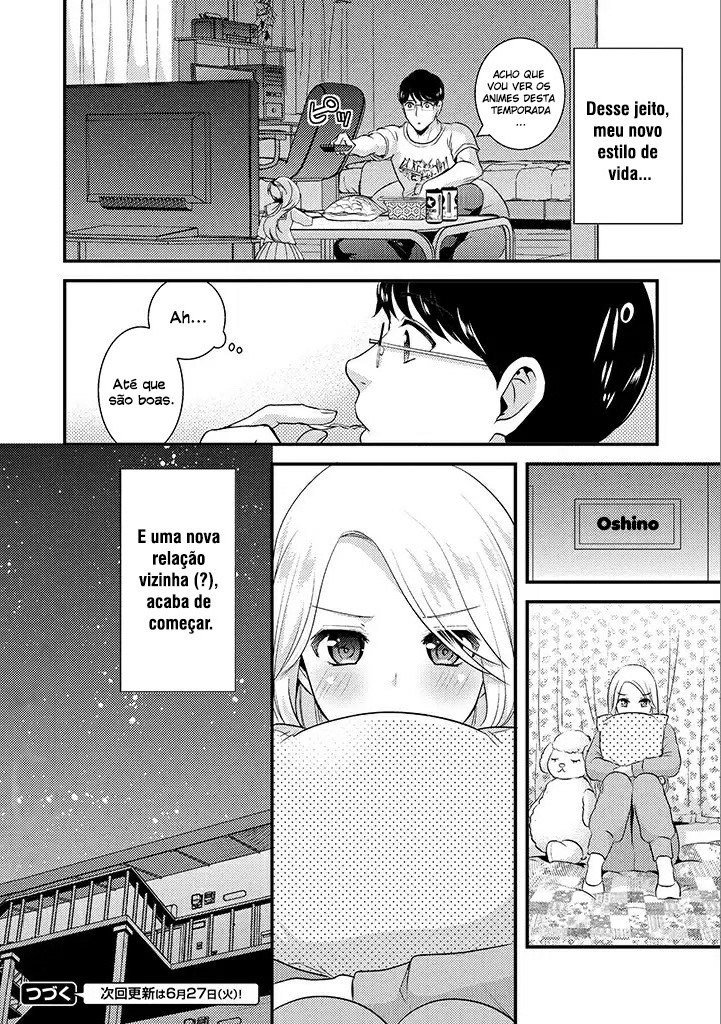 Desse jeito,
meu novo
estilo de
vida...
ACHO QUE
VOU VER OS
ANIMES DESTA
TEMPORADA
...
ピッ
Ah...
Até que
são boas.
Oshino
E uma nova
relação
vizinha (?),
acaba de
começar.
つづく
次回更新は6月27日(火)!